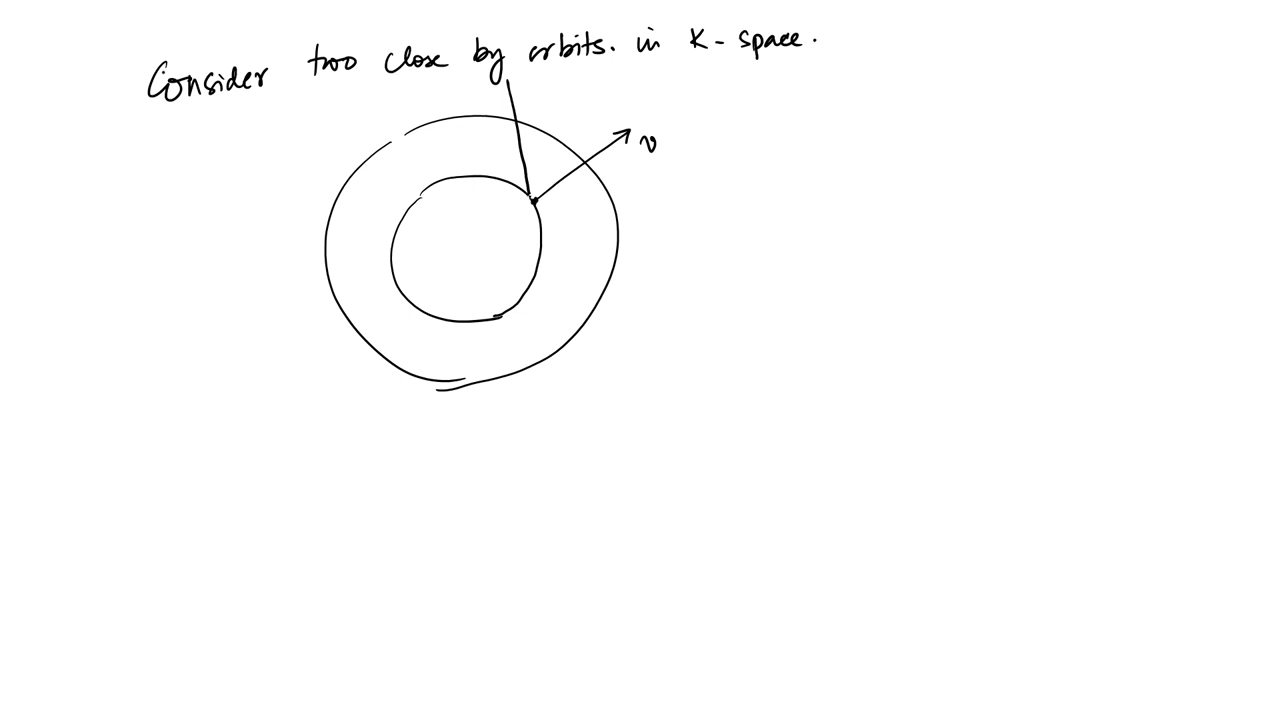 Consider two close by orbits. in K-space.
v